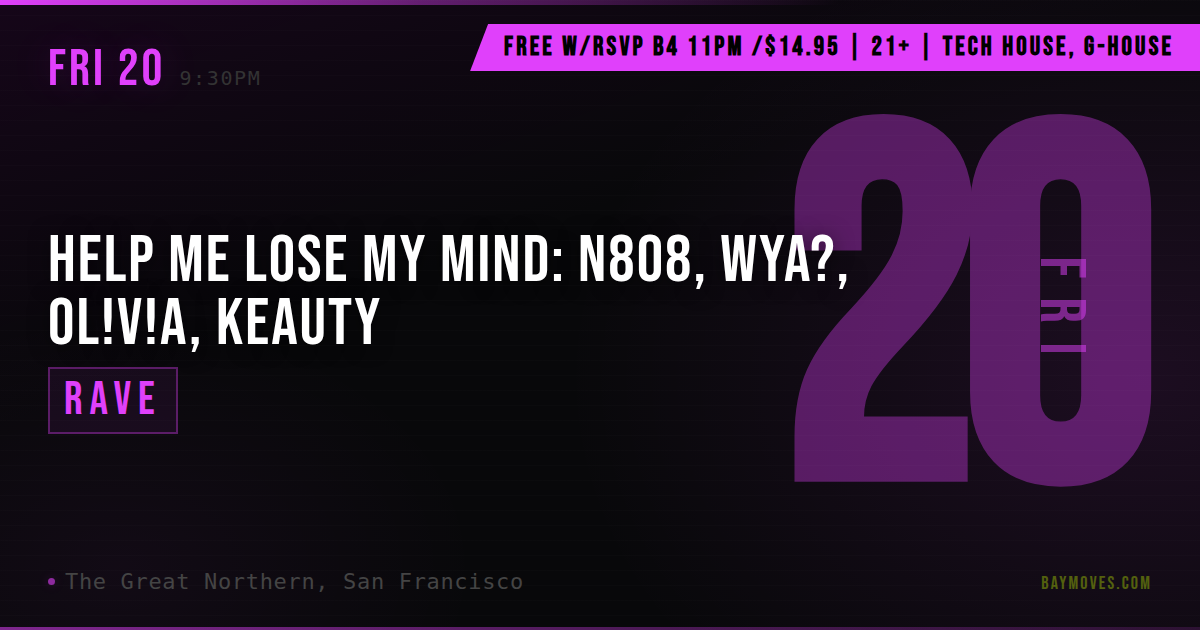 FRI 20 9:30PM
FREE W/RSVP B4 11PM /$14.95 | 21+ | TECH HOUSE, G-HOUSE
20
FRI
HELP ME LOSE MY MIND: N808, WYA?,
OL!V!A, KEAUTY
RAVE
• The Great Northern, San Francisco
BAYMOVES.COM